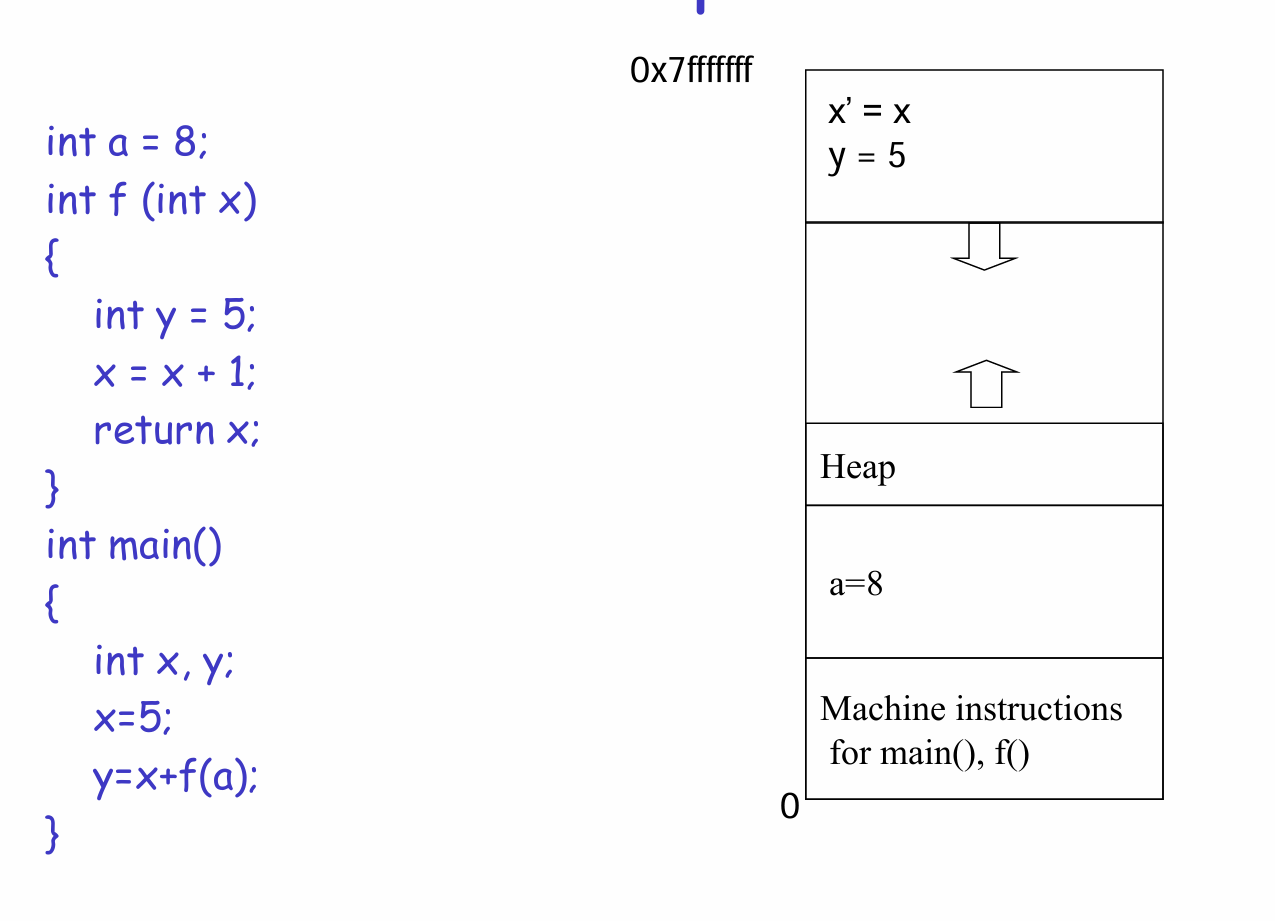 int a = 8;
int f (int x)
{
int y = 5;
x = x + 1;
return x;
}
int main()
{
int x, y;
x=5;
y=x+f(a);
}
0x7fffffff
x’ = x
y = 5
Heap
a=8
Machine instructions
for main(), f()
0